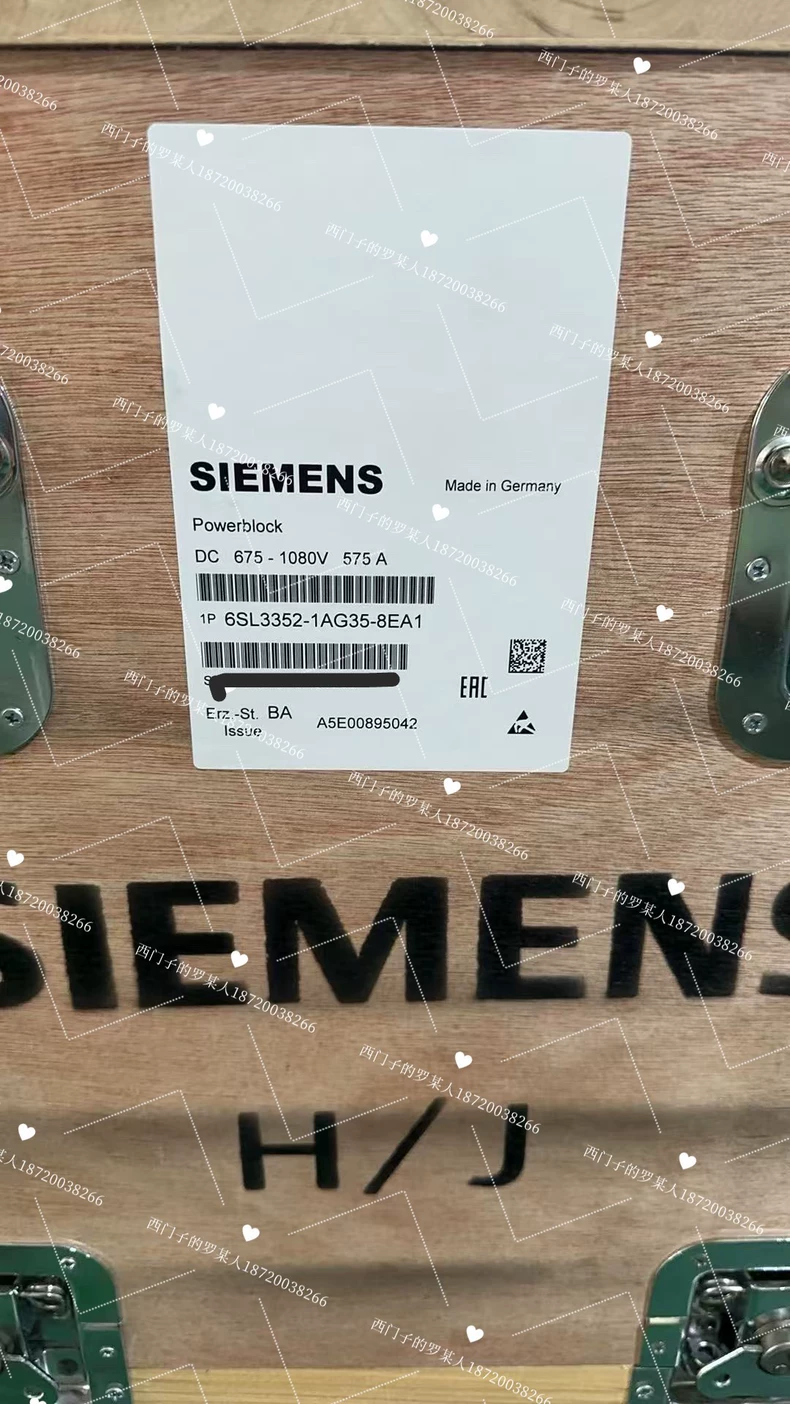 SIEMENS
Made in Germany
Powerblock
DC 675 - 1080V 575 A
1P 6SL3352-1AG35-8EA1
S
EAC
Erz.-St. BA
Issue
A5E00895042
SIEMENS
H/J
西门子的罗某人18720038266